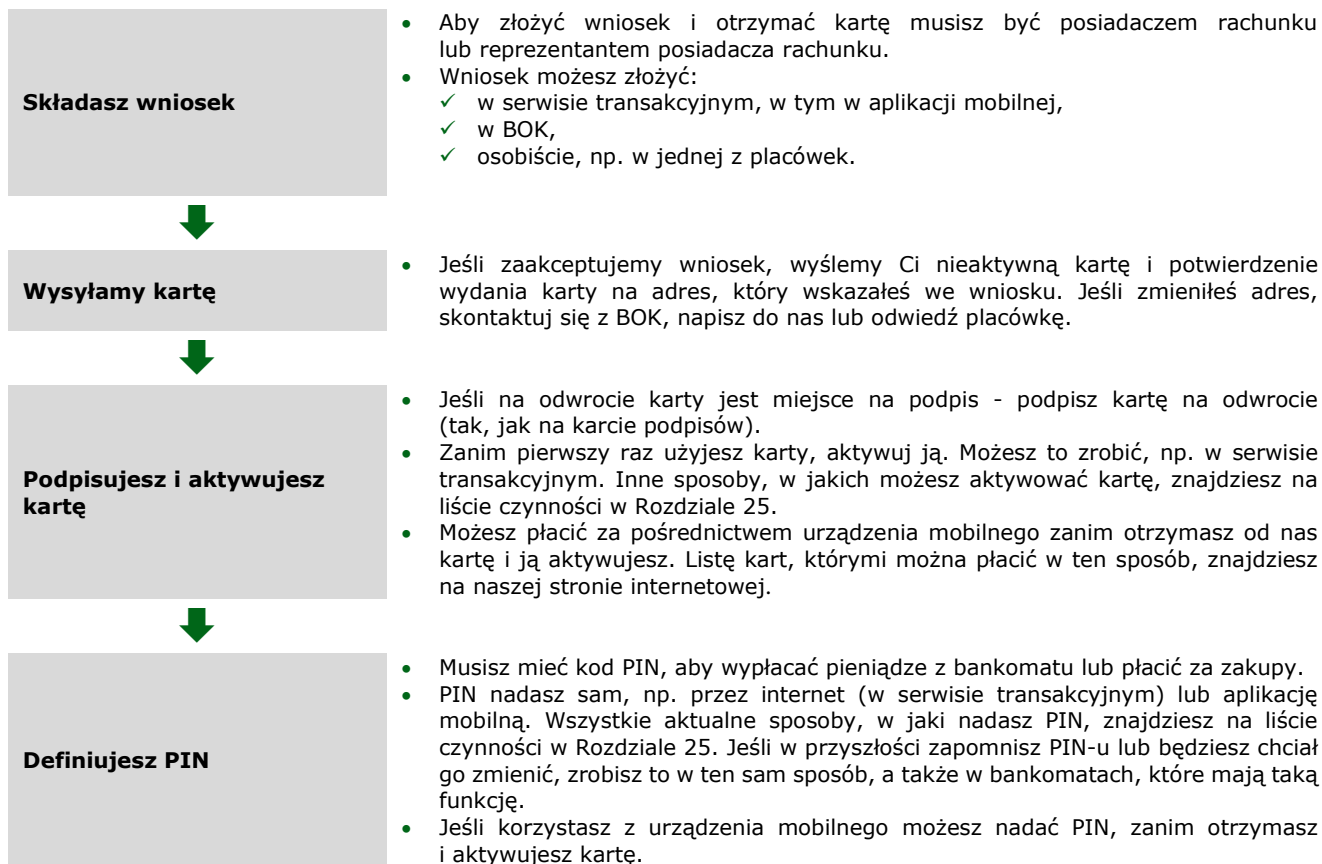 Składasz wniosek
• Aby złożyć wniosek i otrzymać kartę musisz być posiadaczem rachunku
lub reprezentantem posiadacza rachunku.
• Wniosek możesz złożyć:
✓ w serwisie transakcyjnym, w tym w aplikacji mobilnej,
✓ w BOK,
✓ osobiście, np. w jednej z placówek.
Wysyłamy kartę
• Jeśli zaakceptujemy wniosek, wyślemy Ci nieaktywną kartę i potwierdzenie
wydania karty na adres, który wskazałeś we wniosku. Jeśli zmieniłeś adres,
skontaktuj się z BOK, napisz do nas lub odwiedź placówkę.
Podpisujesz i aktywujesz
kartę
• Jeśli na odwrocie karty jest miejsce na podpis - podpisz kartę na odwrocie
(tak, jak na karcie podpisów).
• Zanim pierwszy raz użyjesz karty, aktywuj ją. Możesz to zrobić, np. w serwisie
transakcyjnym. Inne sposoby, w jakich możesz aktywować kartę, znajdziesz na
liście czynności w Rozdziale 25.
• Możesz płacić za pośrednictwem urządzenia mobilnego zanim otrzymasz od nas
kartę i ją aktywujesz. Listę kart, którymi można płacić w ten sposób, znajdziesz
na naszej stronie internetowej.
Definiujesz PIN
• Musisz mieć kod PIN, aby wypłacać pieniądze z bankomatu lub płacić za zakupy.
• PIN nadasz sam, np. przez internet (w serwisie transakcyjnym) lub aplikację
mobilną. Wszystkie aktualne sposoby, w jaki nadasz PIN, znajdziesz na liście
czynności w Rozdziale 25. Jeśli w przyszłości zapomnisz PIN-u lub będziesz chciał
go zmienić, zrobisz to w ten sam sposób, a także w bankomatach, które mają taką
funkcję.
• Jeśli korzystasz z urządzenia mobilnego możesz nadać PIN, zanim otrzymasz
i aktywujesz kartę.